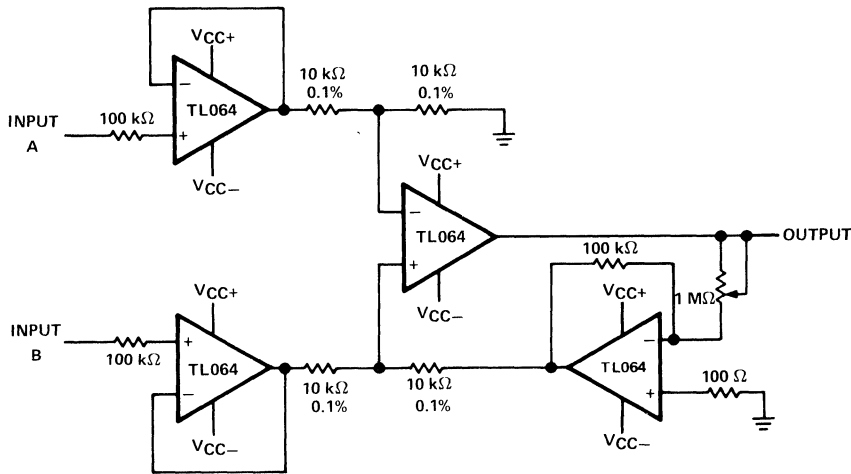 VCC+
−
TL064
+
VCC−
INPUT
A
100 kΩ
10 kΩ
0.1%
10 kΩ
0.1%
VCC+
−
TL064
+
VCC−
OUTPUT
100 kΩ
1 MΩ
VCC+
−
TL064
+
VCC−
100 Ω
INPUT
B
100 kΩ
VCC+
+
TL064
−
VCC−
10 kΩ
0.1%
10 kΩ
0.1%